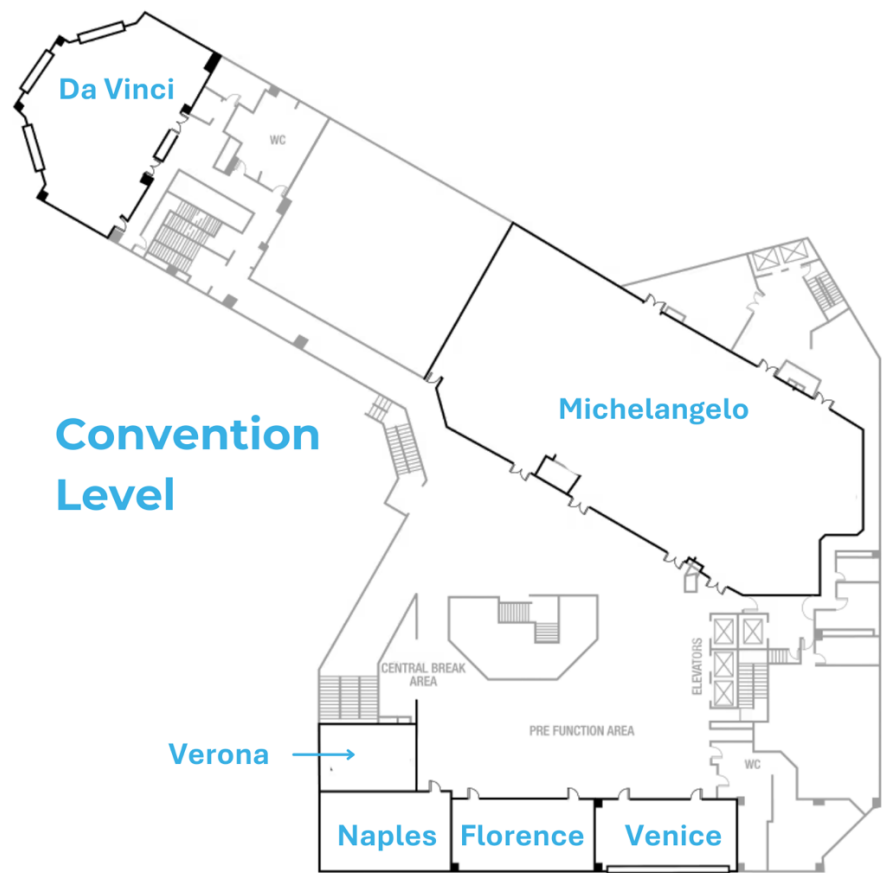 Da Vinci
WC
Michelangelo
Convention
Level
CENTRAL BREAK
AREA
ELEVATORS
PRE FUNCTION AREA
Verona
WC
Naples
Florence
Venice